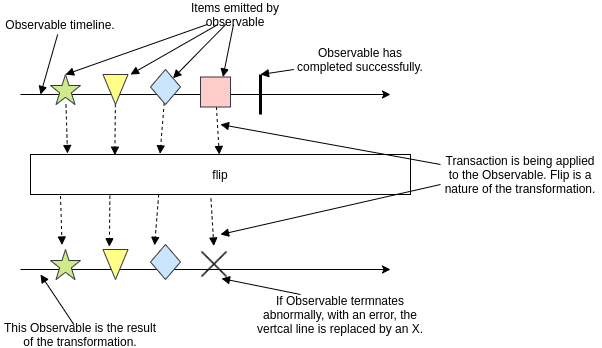 Items emitted by
observable
Observable timeline.
Observable has
completed successfully.
flip
Transaction is being applied
to the Observable. Flip is a
nature of the transformation.
This Observable is the result
of the transformation.
If Observable termnates
abnormally, with an error, the
vertcal line is replaced by an X.